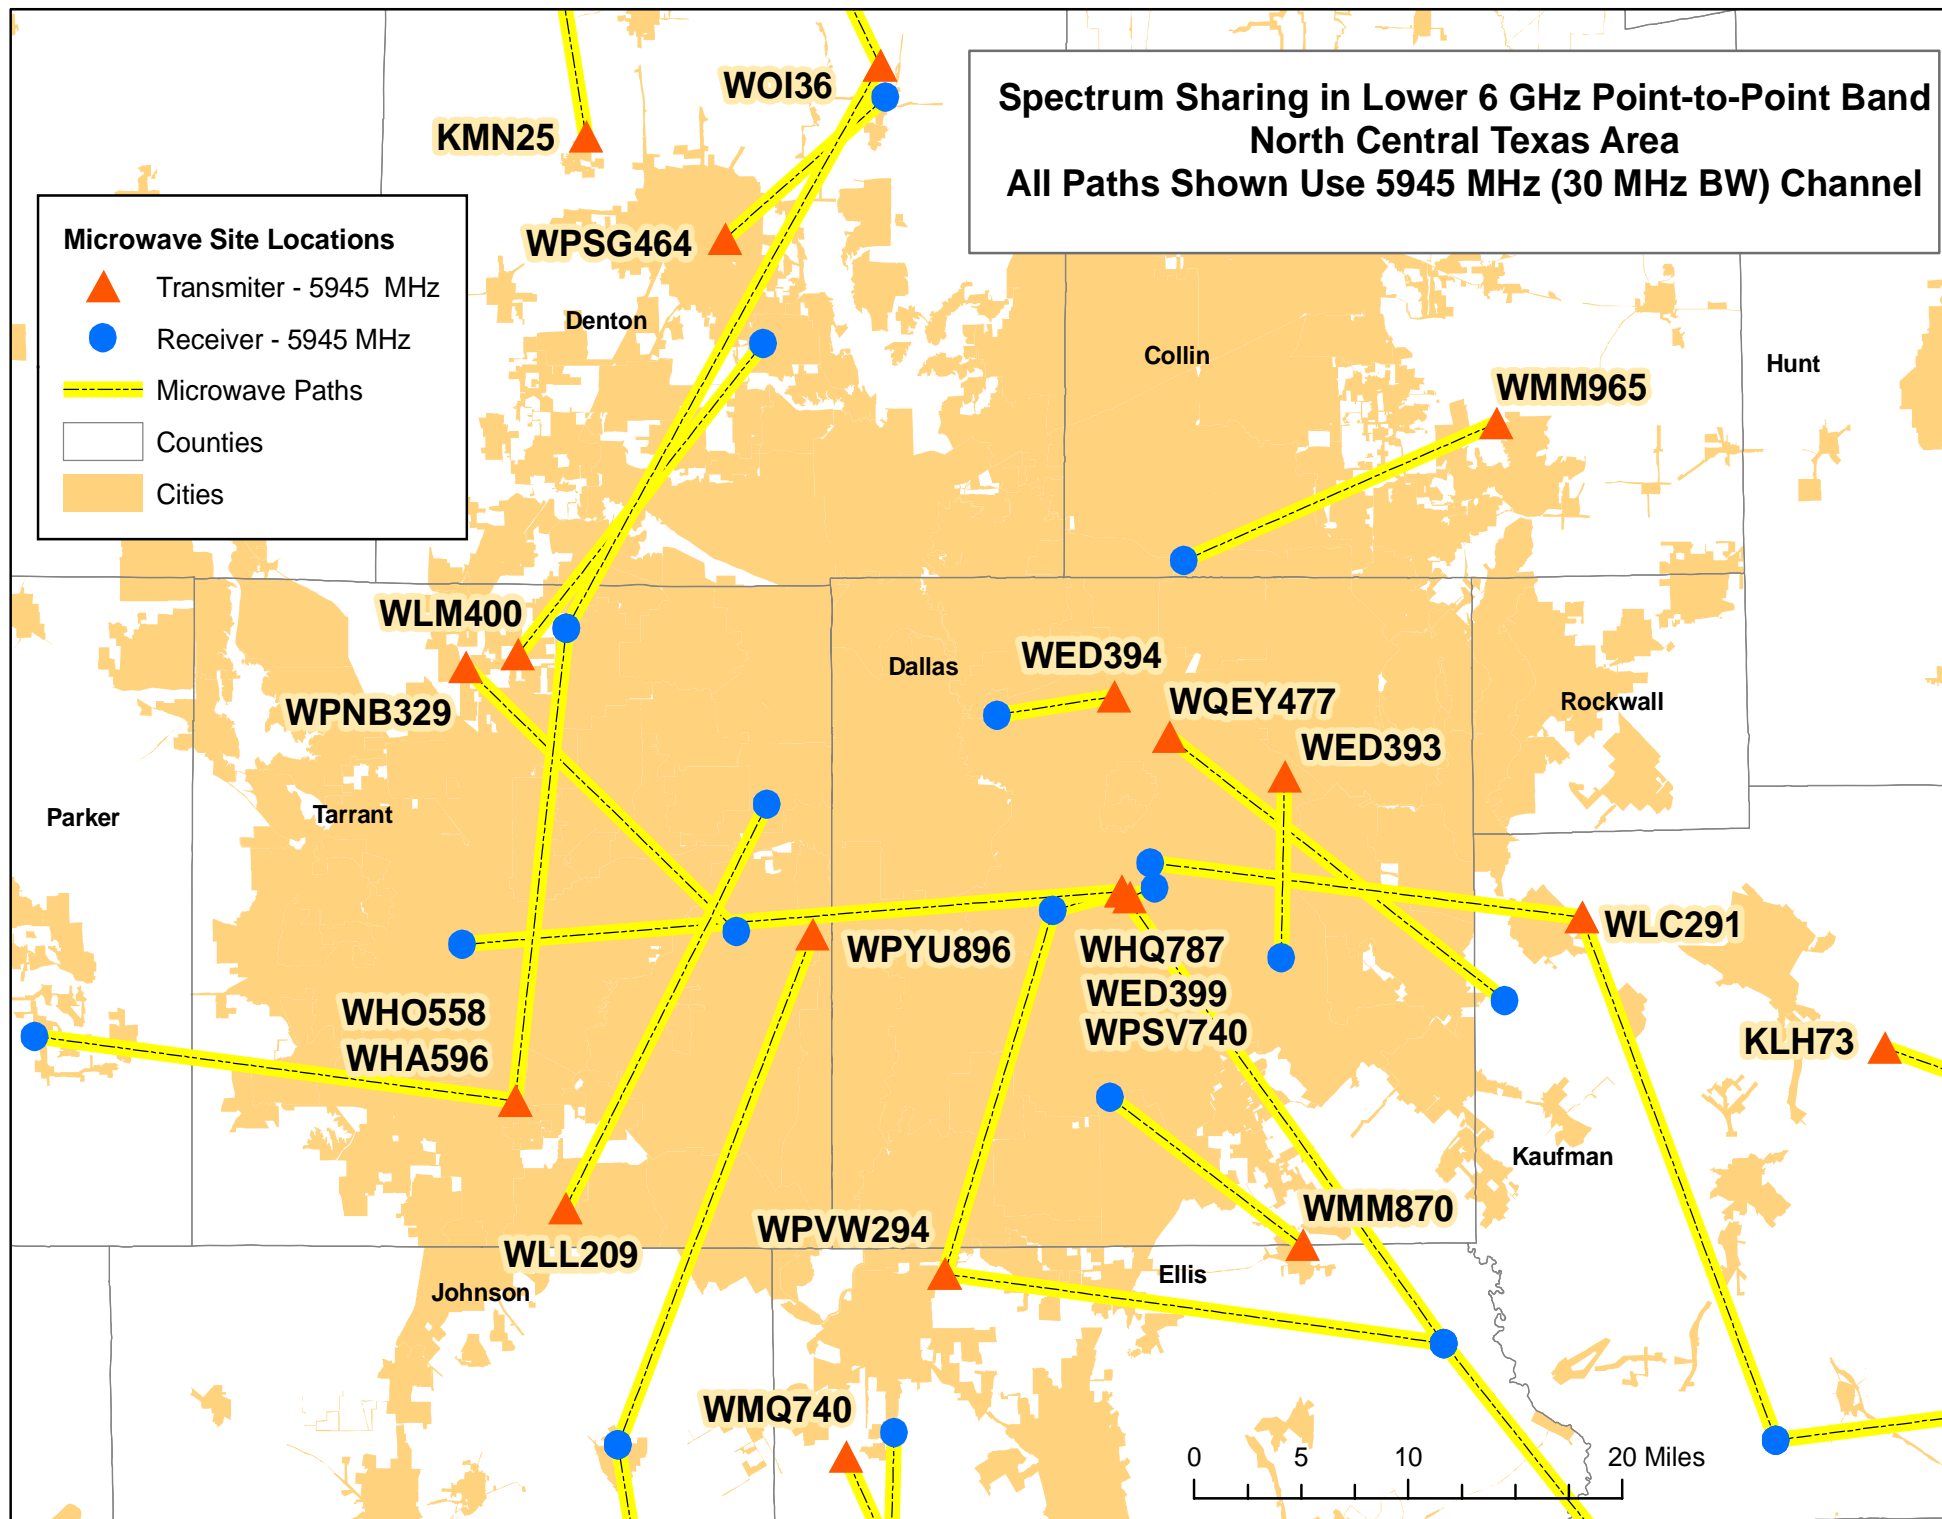 Spectrum Sharing in Lower 6 GHz Point-to-Point Band
North Central Texas Area
All Paths Shown Use 5945 MHz (30 MHz BW) Channel
Microwave Site Locations
Transmiter - 5945  MHz
Receiver - 5945 MHz
Microwave Paths
Counties
Cities
WOI36
KMN25
WPSG464
Denton
Collin
Hunt
WMM965
WLM400
WED394
Dallas
WQEY477
Rockwall
WPNB329
WED393
Parker
Tarrant
WLC291
WPYU896
WHQ787
WED399
WPSV740
WHO558
WHA596
KLH73
Kaufman
WMM870
WPVW294
WLL209
Ellis
Johnson
WMQ740
0 5 10 20 Miles